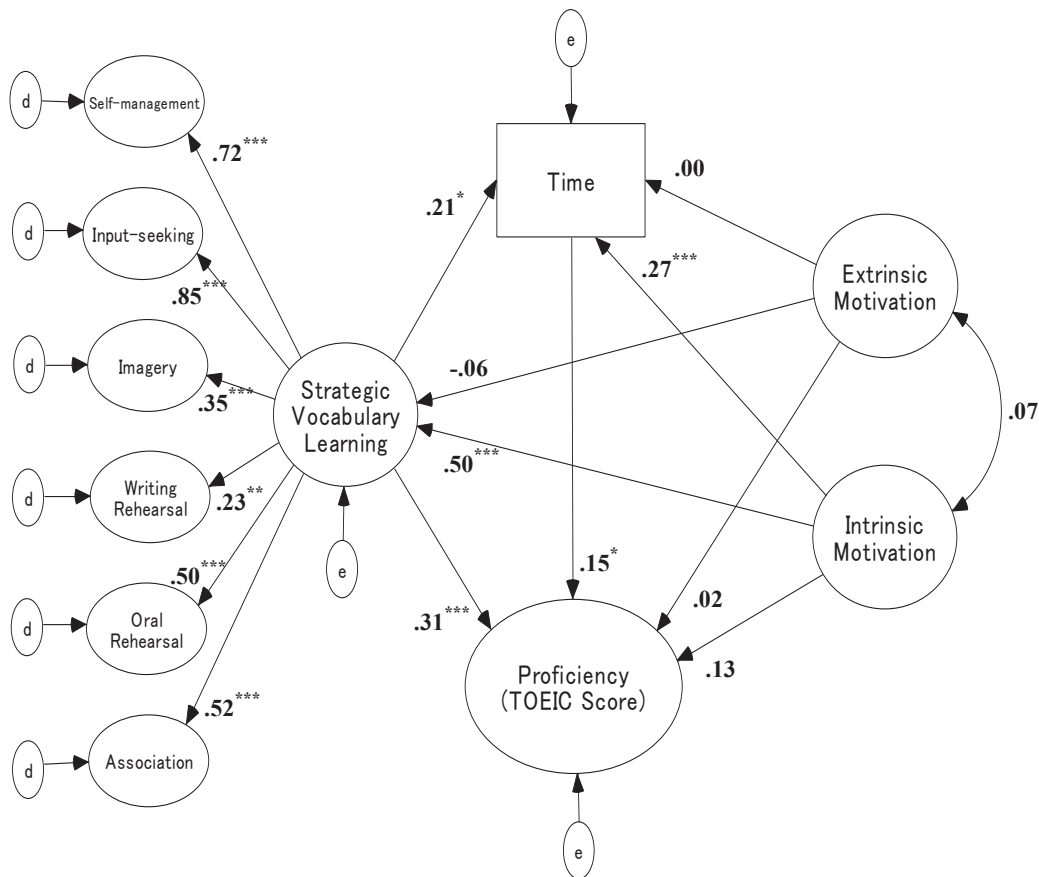 e
d
Self-management
.72***
Time
.00
.21*
d
Input-seeking
.85***
.27***
Extrinsic
Motivation
d
Imagery
.35***
Strategic
Vocabulary
Learning
-.06
.07
.50***
d
Writing
Rehearsal
.23**
Intrinsic
Motivation
e
.50***
.15*
d
Oral
Rehearsal
.31***
.02
.13
Proficiency
(TOEIC Score)
.52***
d
Association
e